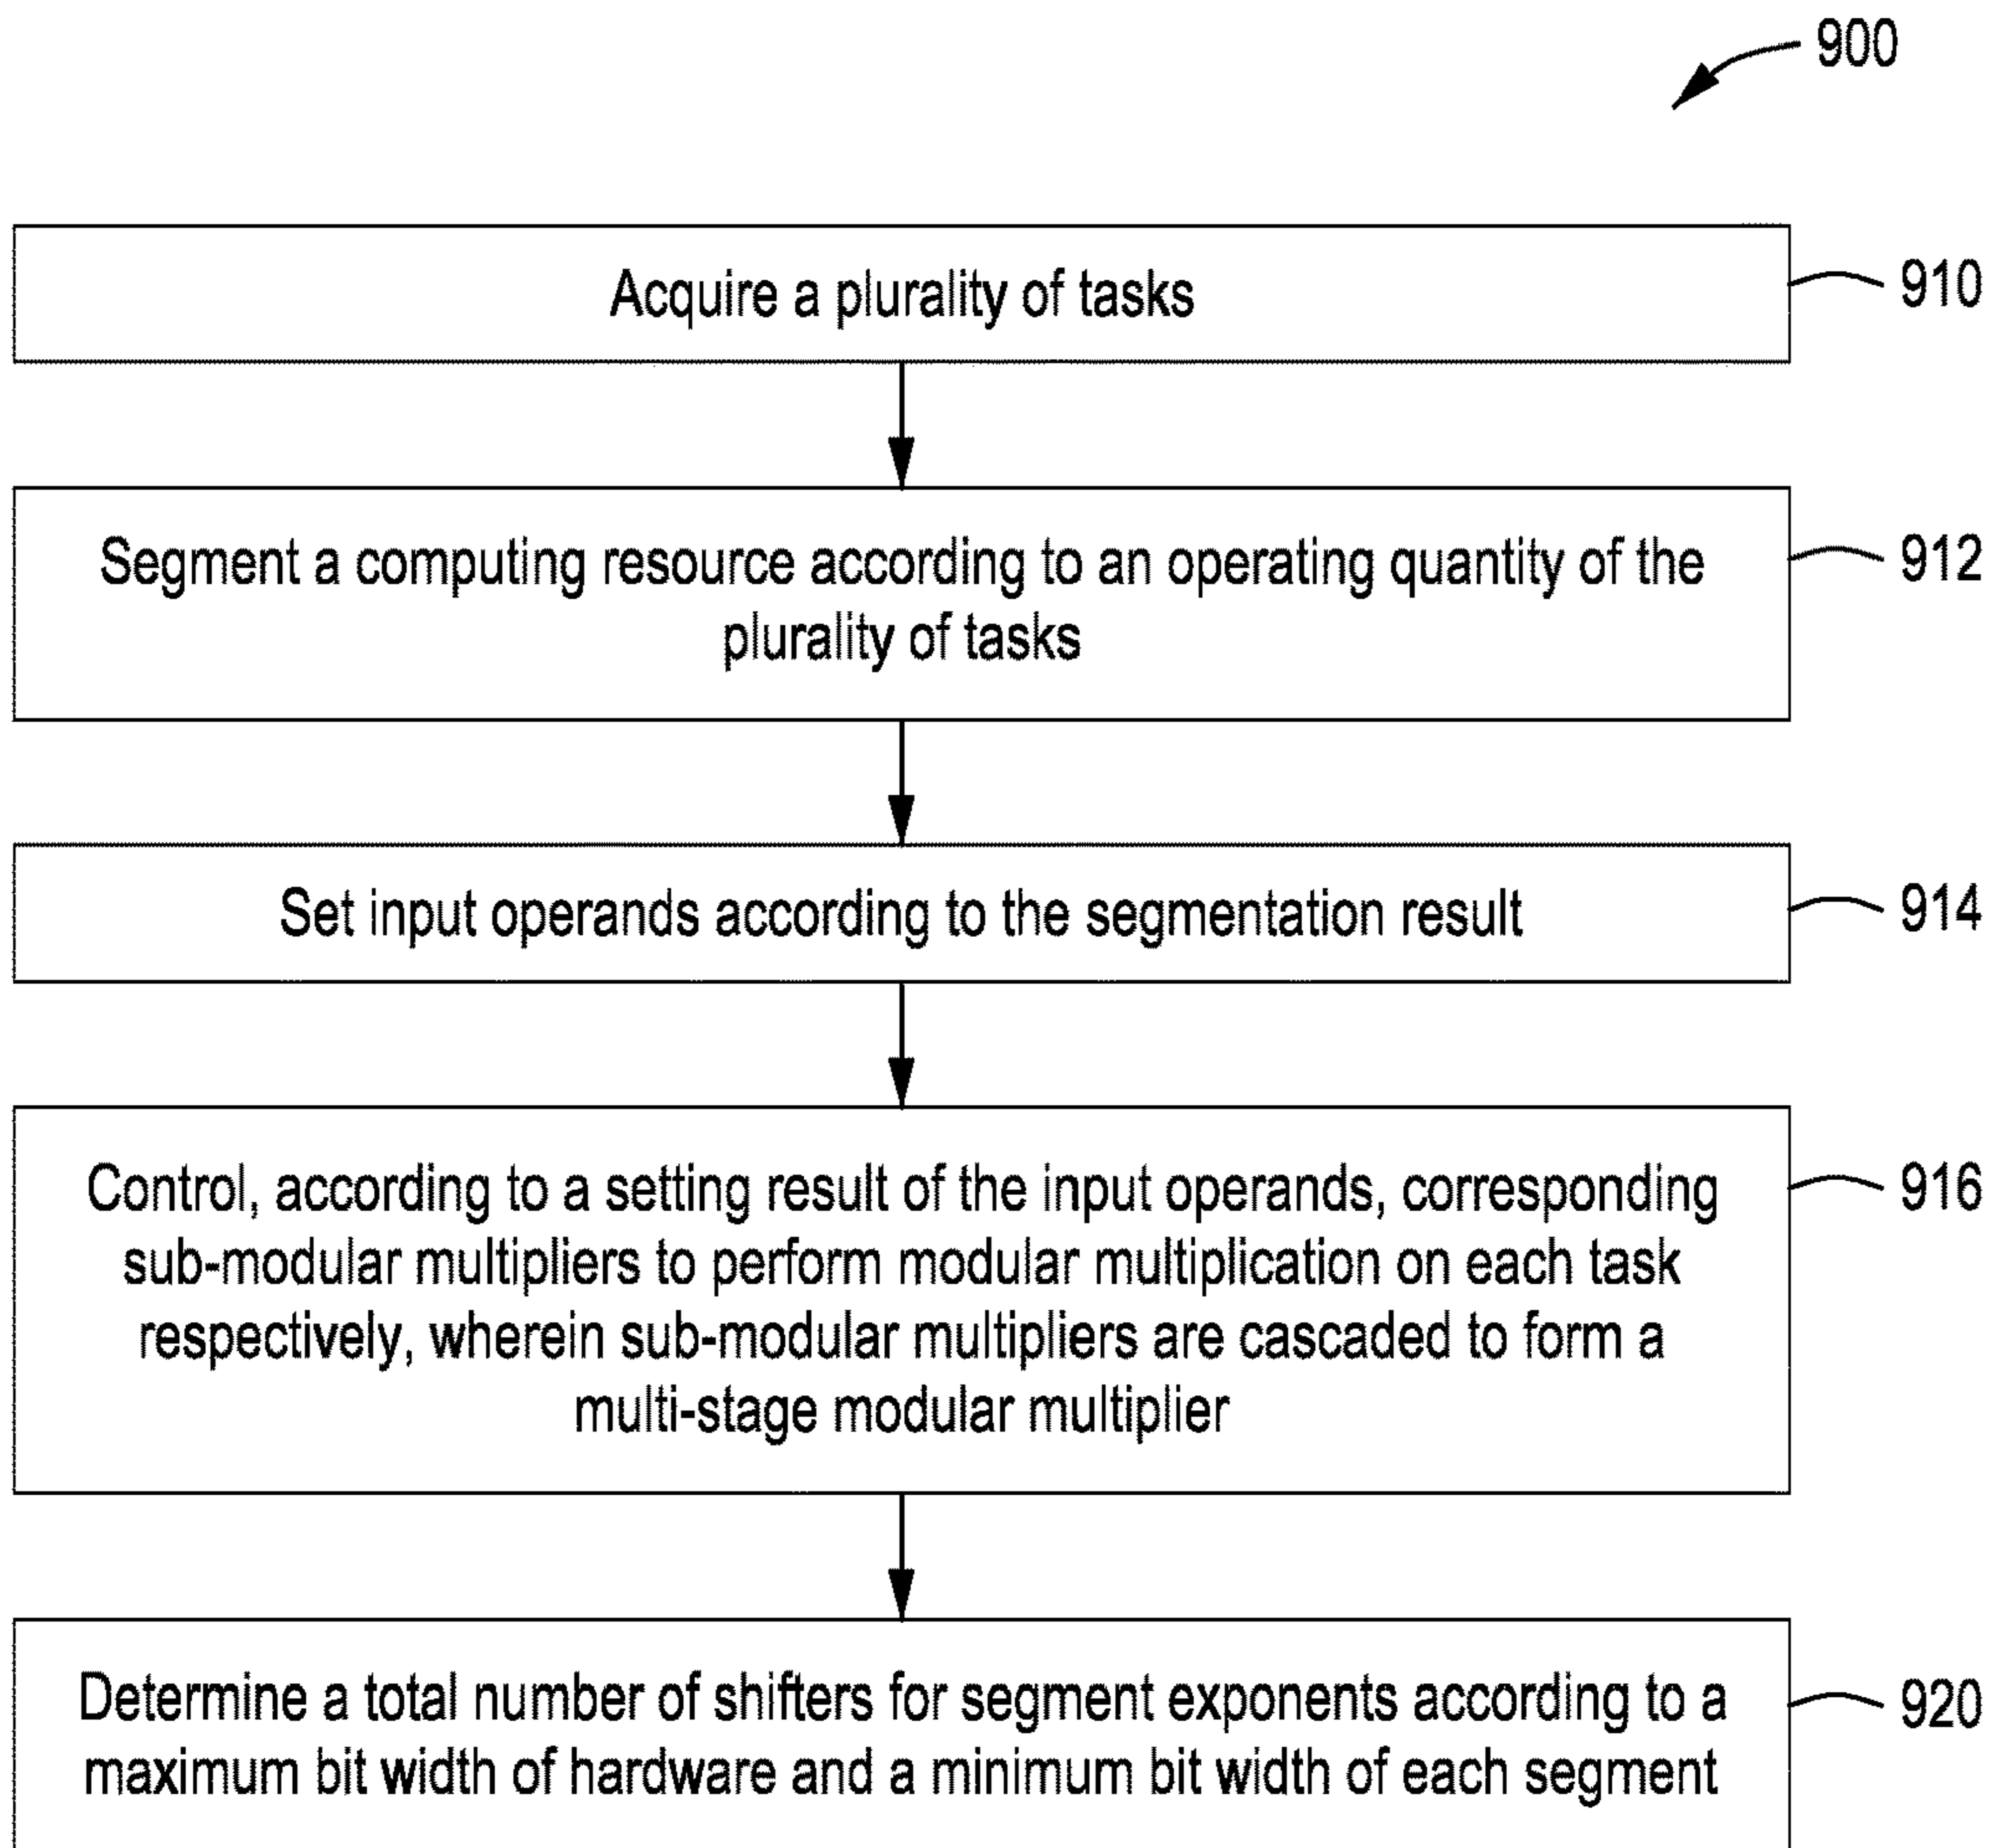 900
Acquire a plurality of tasks
910
Segment a computing resource according to an operating quantity of the
plurality of tasks
912
Set input operands according to the segmentation result
914
Control, according to a setting result of the input operands, corresponding
sub-modular multipliers to perform modular multiplication on each task
respectively, wherein sub-modular multipliers are cascaded to form a
multi-stage modular multiplier
916
Determine a total number of shifters for segment exponents according to a
maximum bit width of hardware and a minimum bit width of each segment
920